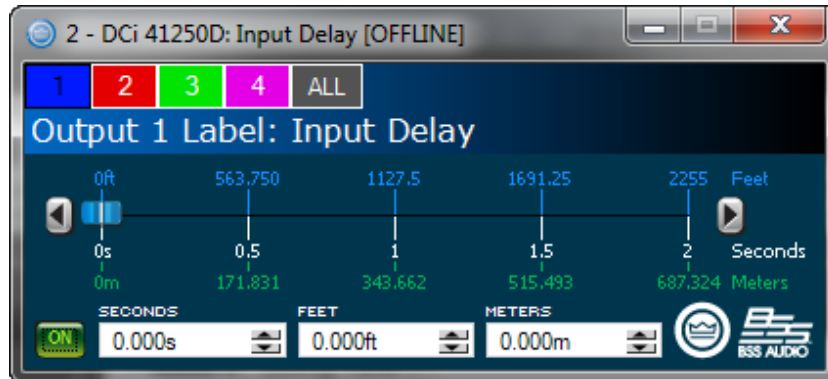 2 - DCi 41250D: Input Delay [OFFLINE]
1 2 3 4 ALL
Output 1 Label: Input Delay
0ft 563.750 1127.5 1691.25 2255 Feet
0s 0.5 1 1.5 2 Seconds
0m 171.831 343.662 515.493 687.324 Meters
SECONDS FEET METERS
ON 0.000s 0.000ft 0.000m
BSS
BSS AUDIO